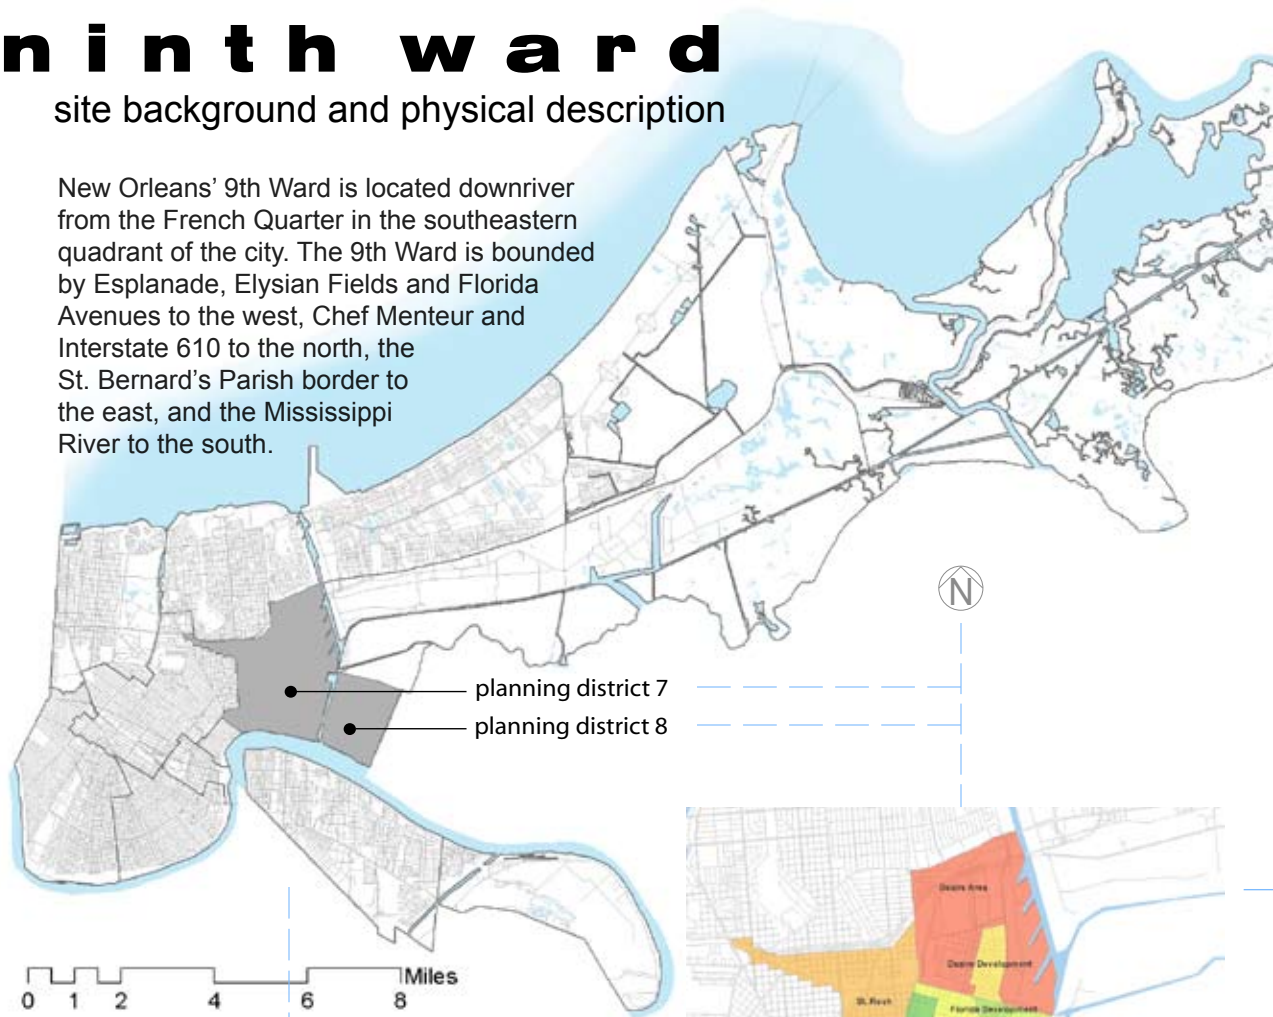 ninth ward
site background and physical description
New Orleans’ 9th Ward is located downriver
from the French Quarter in the southeastern
quadrant of the city. The 9th Ward is bounded
by Esplanade, Elysian Fields and Florida
Avenues to the west, Chef Menteur and
Interstate 610 to the north, the
St. Bernard’s Parish border to
the east, and the Mississippi
River to the south.
N
planning district 7
planning district 8
Desire Area
Desire Development
St. Roch
Florida Development
Miles
0 1 2 4 6 8